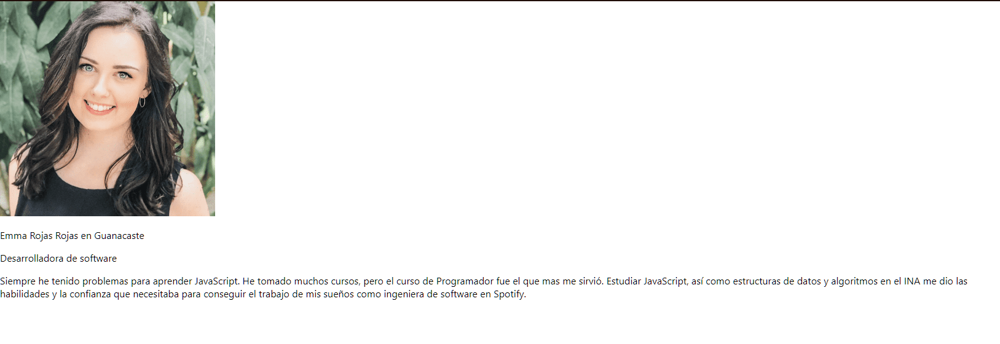 Emma Rojas Rojas en Guanacaste
Desarrolladora de software
Siempre he tenido problemas para aprender JavaScript. He tomado muchos cursos, pero el curso de Programador fue el que mas me sirvió. Estudiar JavaScript, así como estructuras de datos y algoritmos en el INA me dio las
habilidades y la confianza que necesitaba para conseguir el trabajo de mis sueños como ingeniera de software en Spotify.